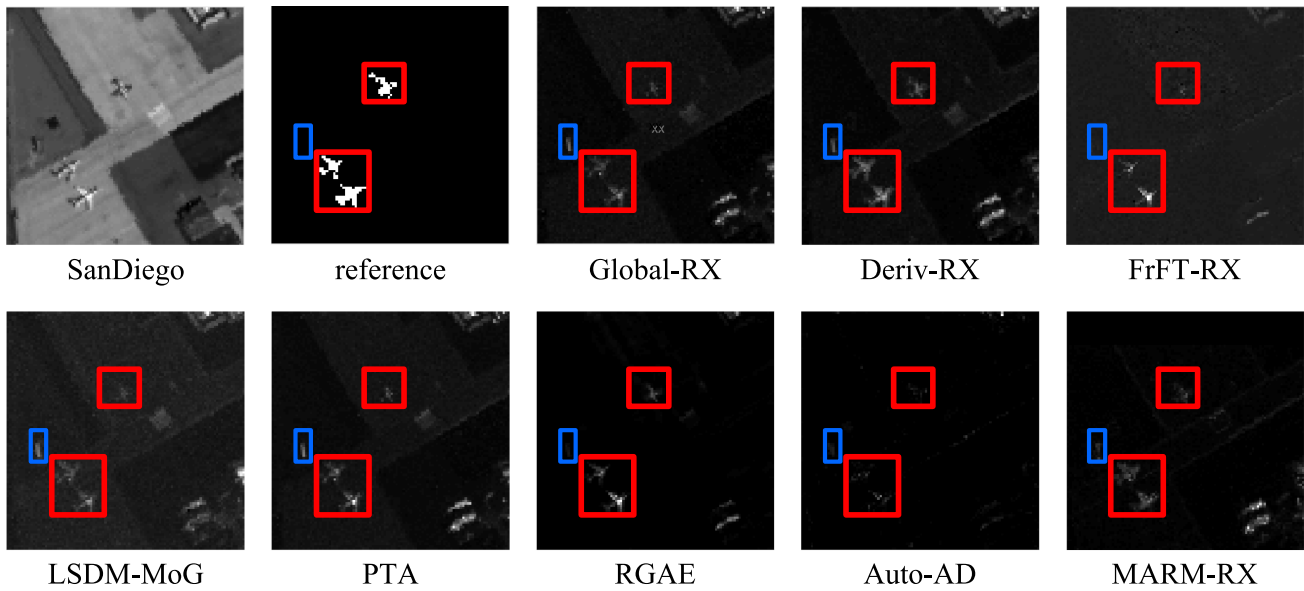 SanDiego
reference
Global-RX
Deriv-RX
FrFT-RX
LSDM-MoG
PTA
RGAE
Auto-AD
MARM-RX